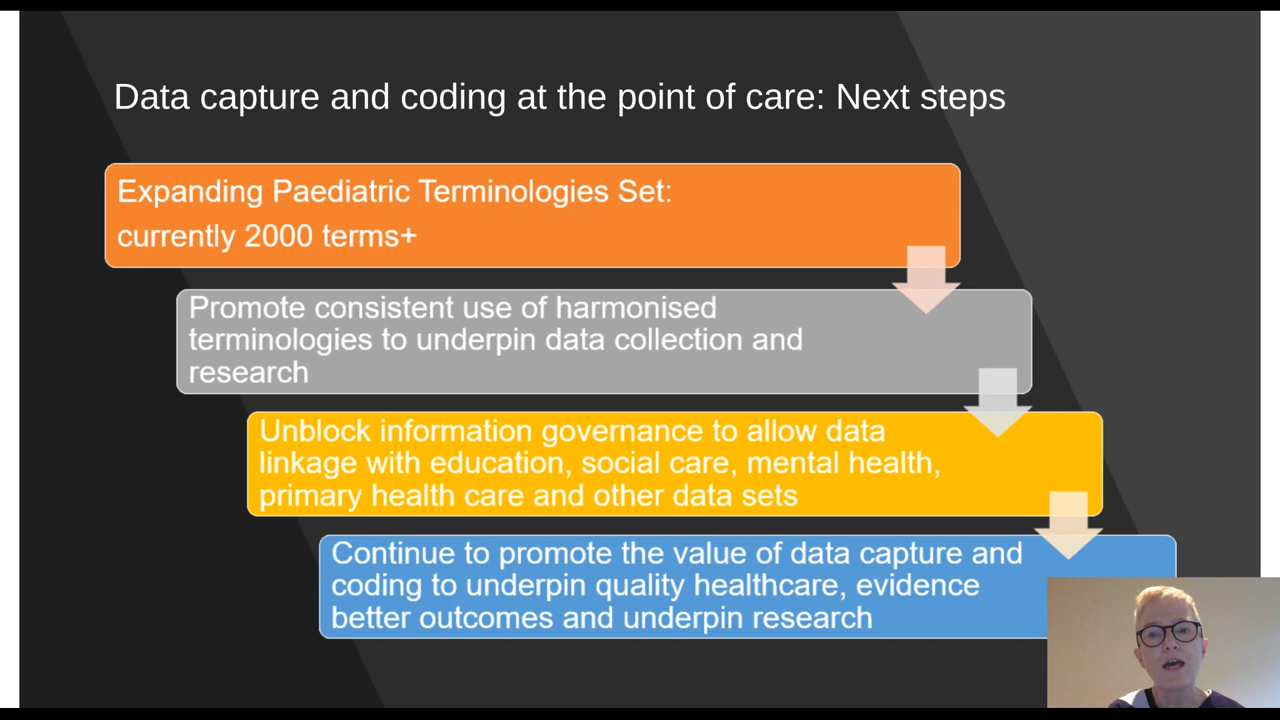 Data capture and coding at the point of care: Next steps
Expanding Paediatric Terminologies Set:
currently 2000 terms+
Promote consistent use of harmonised
terminologies to underpin data collection and
research
Unblock information governance to allow data
linkage with education, social care, mental health,
primary health care and other data sets
Continue to promote the value of data capture and
coding to underpin quality healthcare, evidence
better outcomes and underpin research